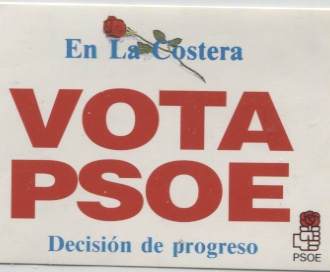 En La Costera
VOTA
PSOE
Decisión de progreso
PSOE